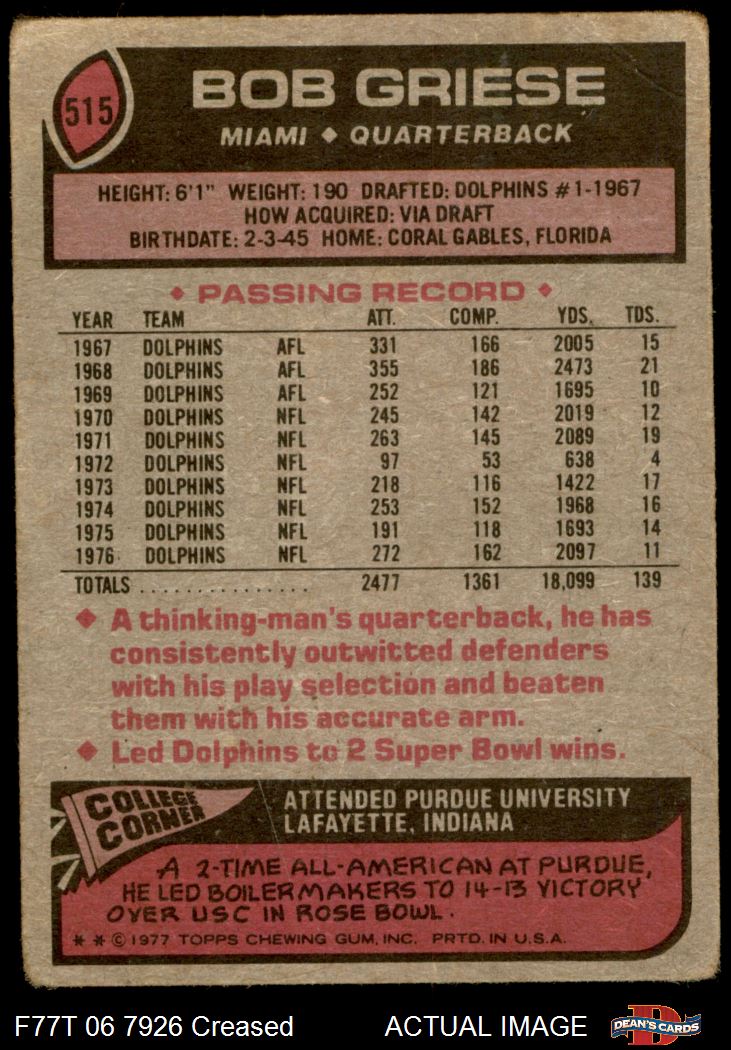 515
BOB GRIESE
MIAMI ◆ QUARTERBACK
HEIGHT: 6'1" WEIGHT: 190 DRAFTED: DOLPHINS #1-1967
HOW ACQUIRED: VIA DRAFT
BIRTHDATE: 2-3-45 HOME: CORAL GABLES, FLORIDA
◆ PASSING RECORD ◆
YEAR TEAM ATT. COMP. YDS. TDS.
1967 DOLPHINS AFL 331 166 2005 15
1968 DOLPHINS AFL 355 186 2473 21
1969 DOLPHINS AFL 252 121 1695 10
1970 DOLPHINS NFL 245 142 2019 12
1971 DOLPHINS NFL 263 145 2089 19
1972 DOLPHINS NFL 97 53 638 4
1973 DOLPHINS NFL 218 116 1422 17
1974 DOLPHINS NFL 253 152 1968 16
1975 DOLPHINS NFL 191 118 1693 14
1976 DOLPHINS NFL 272 162 2097 11
TOTALS ................ 2477 1361 18,099 139
◆ A thinking-man's quarterback, he has
consistently outwitted defenders
with his play selection and beaten
them with his accurate arm.
◆ Led Dolphins to 2 Super Bowl wins.
COLLEGE
CORNER
ATTENDED PURDUE UNIVERSITY
LAFAYETTE, INDIANA
A 2-TIME ALL-AMERICAN AT PURDUE,
HE LED BOILERMAKERS TO 14-13 VICTORY
OVER USC IN ROSE BOWL.
* * © 1977 TOPPS CHEWING GUM, INC. PRTD. IN U.S.A.
F77T 06 7926 Creased ACTUAL IMAGE
DEAN'S CARDS